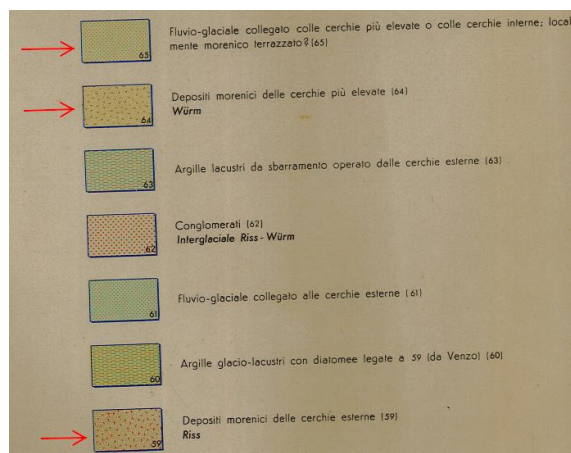 Fluvio-glaciale collegato colle cerchie più elevate o colle cerchie interne; local
65
mente morenico terrazzato? (65)
Depositi morenici delle cerchie più elevate (64)
64
Würm
Argille lacustri da sbarramento operato dalle cerchie esterne (63)
63
Conglomerati (62)
62
Interglaciale Riss - Würm
Fluvio-glaciale collegato alle cerchie esterne (61)
61
Argille glacio-lacustri con diatomee legate a 59 (da Venzo) (60)
60
Depositi morenici delle cerchie esterne (59)
59
Riss